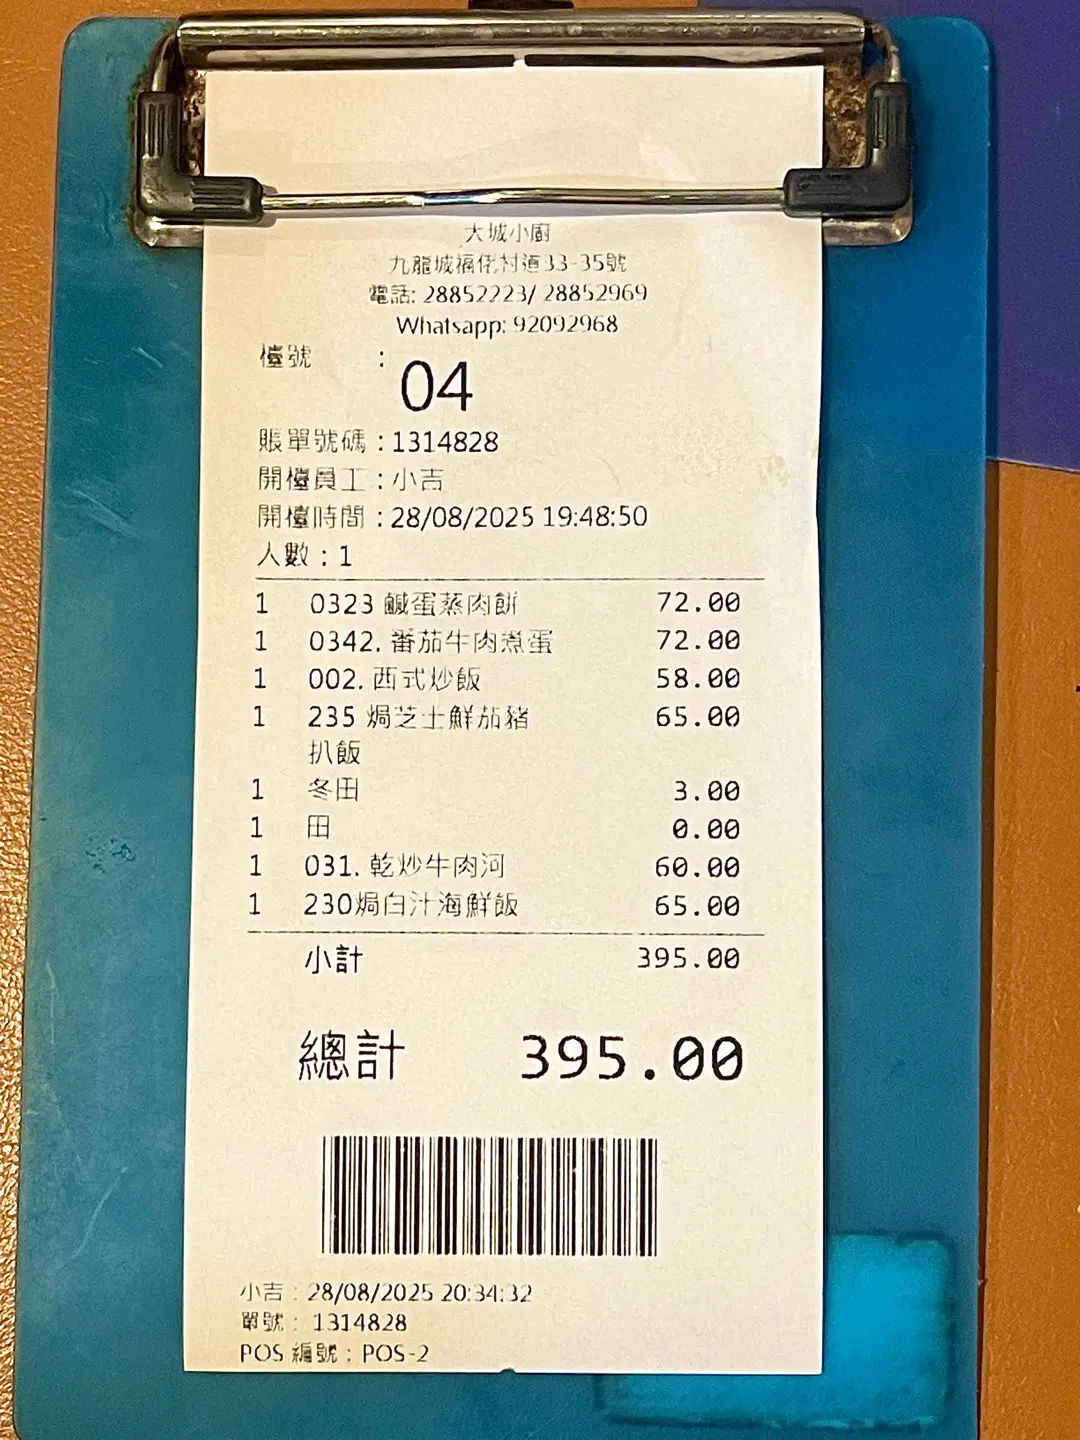 大城小廚
九龍城福佬村道33-35號
電話: 28852223/ 28852969
Whatsapp: 92092968
檯號 :
04
賬單號碼 : 1314828
開檯員工 : 小吉
開檯時間 : 28/08/2025 19:48:50
人數 : 1
1 0323 鹹蛋蒸肉餅 72.00
1 0342. 番茄牛肉煮蛋 72.00
1 002. 西式炒飯 58.00
1 235 焗芝士鮮茄豬 65.00
扒飯
1 冬田 3.00
1 田 0.00
1 031. 乾炒牛肉河 60.00
1 230焗白汁海鮮飯 65.00
小計 395.00
總計 395.00
小吉 : 28/08/2025 20:34:32
單號 : 1314828
POS 編號 : POS-2